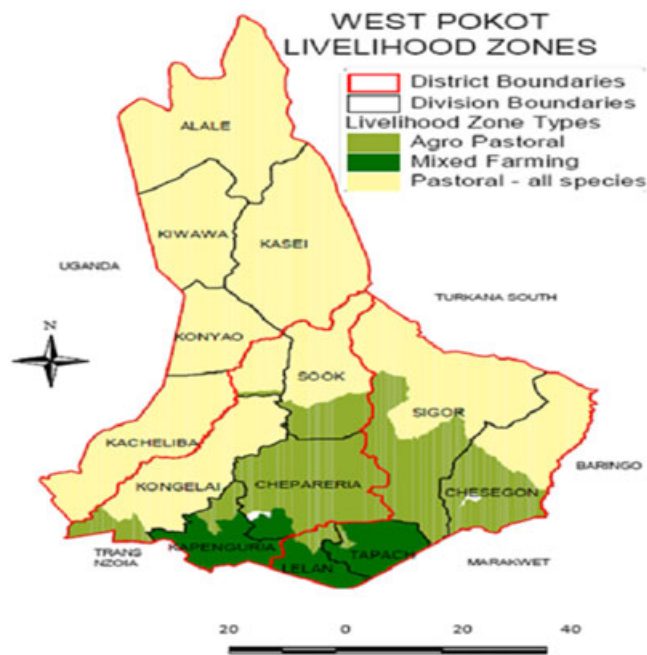 WEST POKOT
LIVELIHOOD ZONES
District Boundaries
Division Boundaries
Livelihood Zone Types
Agro Pastoral
Mixed Farming
Pastoral - all species
ALALE
KIWAWA
KASEI
UGANDA
TURKANA SOUTH
N
KONYAO
SOOK
SIGOR
KACHELIBA
BARINGO
KONGELAI
CHEPARERIA
CHESEGON
TRANS
NZOIA
KAPENGURIA
TAPACH
LELAN
MARAKWET
20 0 20 40